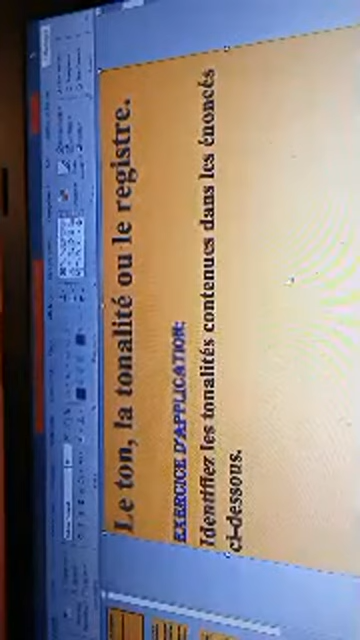 Le ton, la tonalité ou le registre.
EXERCICE D'APPLICATION:
Identifiez les tonalités contenues dans les énoncés
ci-dessous.